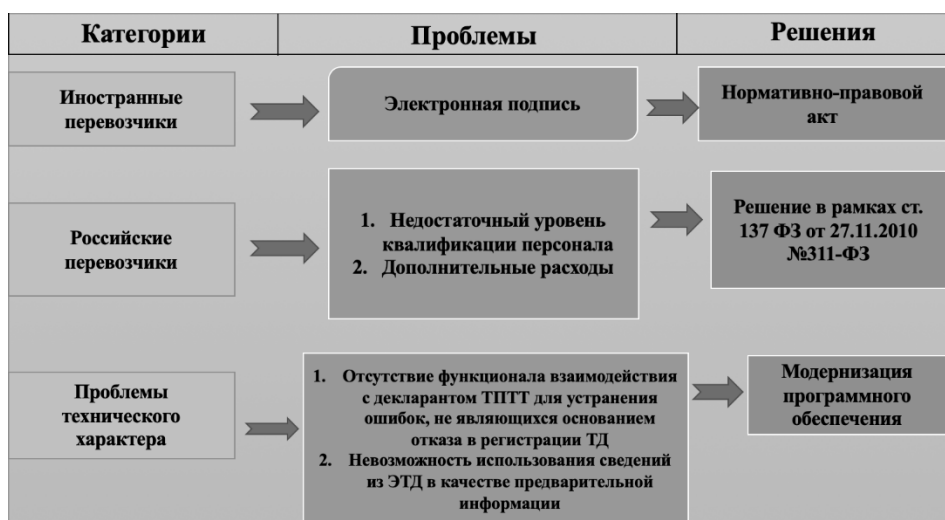 Категории
Проблемы
Решения
Иностранные
перевозчики
Электронная подпись
Нормативно-правовой
акт
Российские
перевозчики
1. Недостаточный уровень
квалификации персонала
2. Дополнительные расходы
Решение в рамках ст.
137 ФЗ от 27.11.2010
№311-ФЗ
Проблемы
технического
характера
1. Отсутствие функционала взаимодействия
с декларантом ТПТТ для устранения
ошибок, не являющихся основанием
отказа в регистрации ТД
2. Невозможность использования сведений
из ЭТД в качестве предварительной
информации
Модернизация
программного
обеспечения